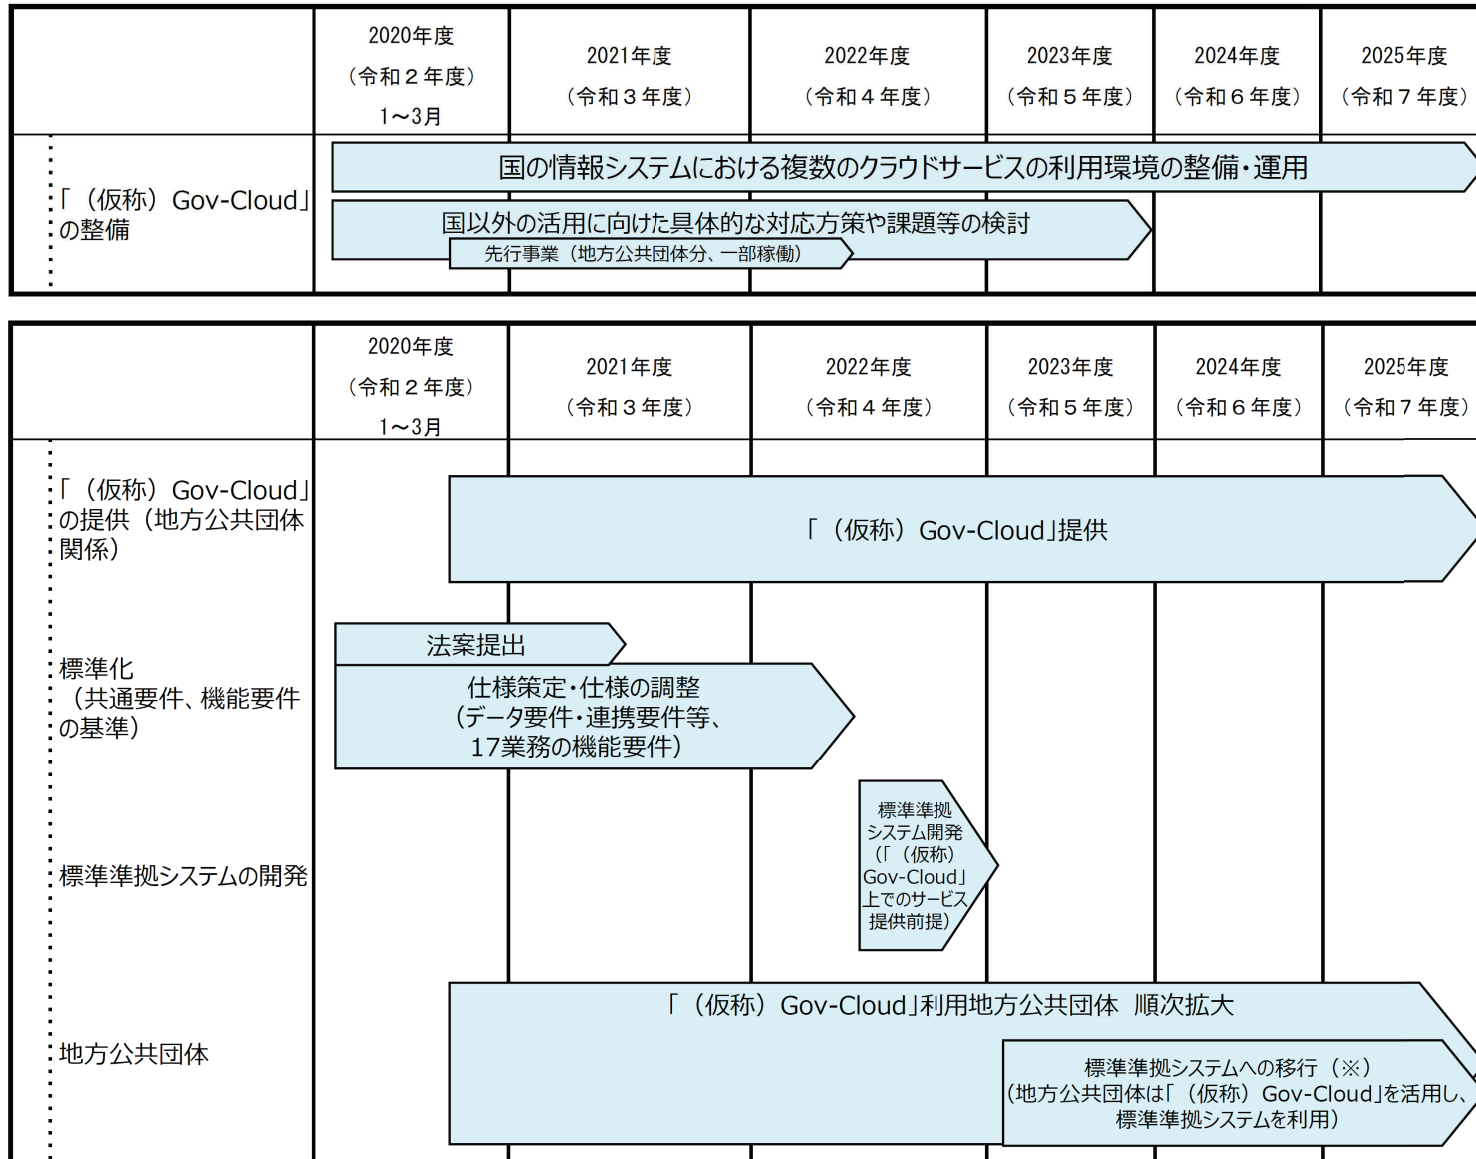 2020年度
(令和２年度)
1～3月
2021年度
(令和３年度)
2022年度
(令和４年度)
2023年度
(令和５年度)
2024年度
(令和６年度)
2025年度
(令和７年度)
「（仮称）Gov-Cloud」
の整備
国の情報システムにおける複数のクラウドサービスの利用環境の整備・運用
国以外の活用に向けた具体的な対応方策や課題等の検討
先行事業（地方公共団体分、一部稼働）
2020年度
(令和２年度)
1～3月
2021年度
(令和３年度)
2022年度
(令和４年度)
2023年度
(令和５年度)
2024年度
(令和６年度)
2025年度
(令和７年度)
「（仮称）Gov-Cloud」
の提供（地方公共団体
関係）
「（仮称）Gov-Cloud」提供
標準化
（共通要件、機能要件
の基準）
法案提出
仕様策定・仕様の調整
（データ要件・連携要件等、
17業務の機能要件）
標準準拠システムの開発
標準準拠
システム開発
（「（仮称）
Gov-Cloud」
上でのサービス
提供前提）
地方公共団体
「（仮称）Gov-Cloud」利用地方公共団体 順次拡大
標準準拠システムへの移行（※）
（地方公共団体は「（仮称）Gov-Cloud」を活用し、
標準準拠システムを利用）